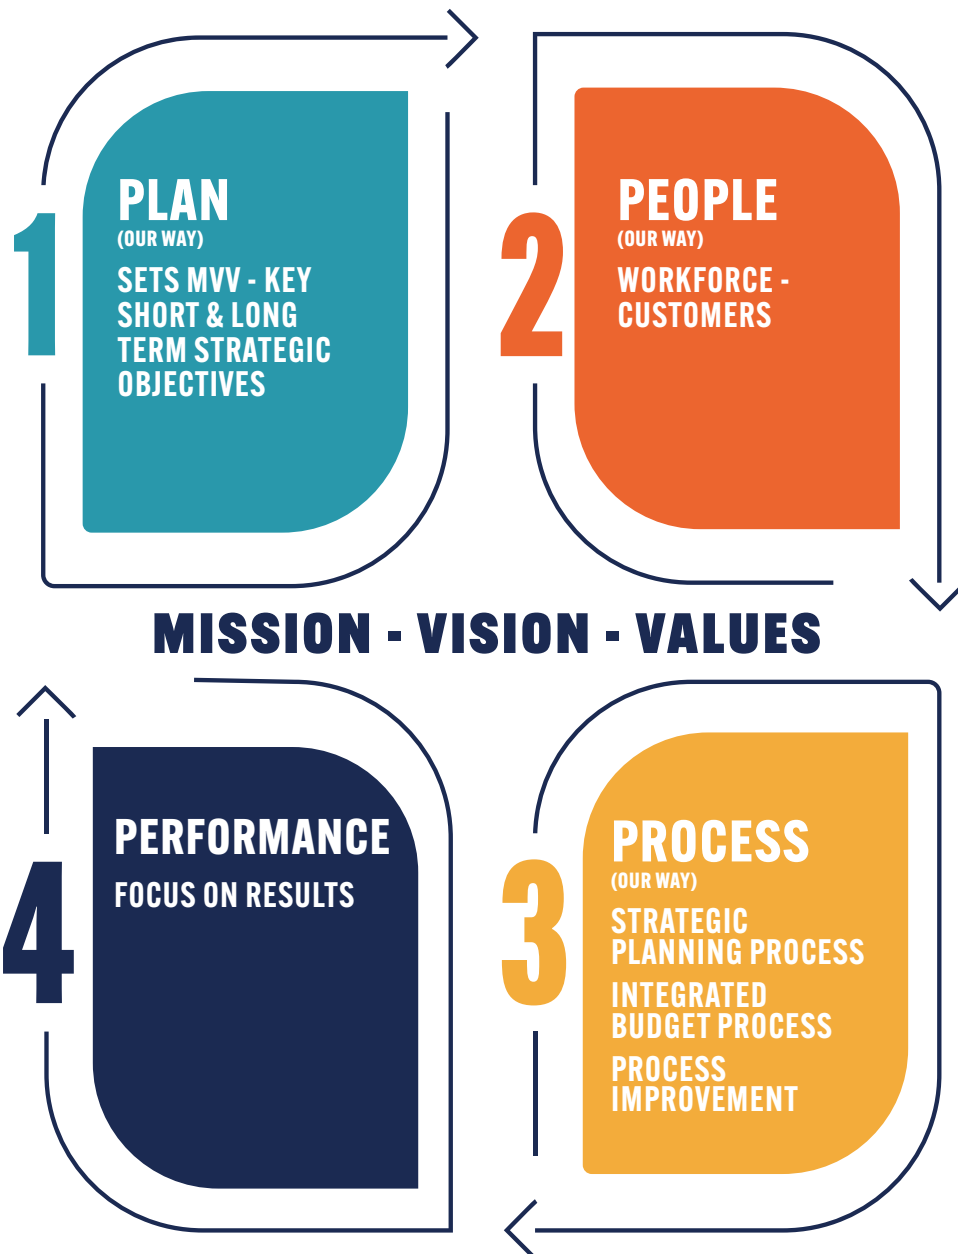 1
PLAN
(OUR WAY)
SETS MVV - KEY
SHORT & LONG
TERM STRATEGIC
OBJECTIVES
2
PEOPLE
(OUR WAY)
WORKFORCE -
CUSTOMERS
MISSION - VISION - VALUES
3
PROCESS
(OUR WAY)
STRATEGIC
PLANNING PROCESS
INTEGRATED
BUDGET PROCESS
PROCESS
IMPROVEMENT
4
PERFORMANCE
FOCUS ON RESULTS